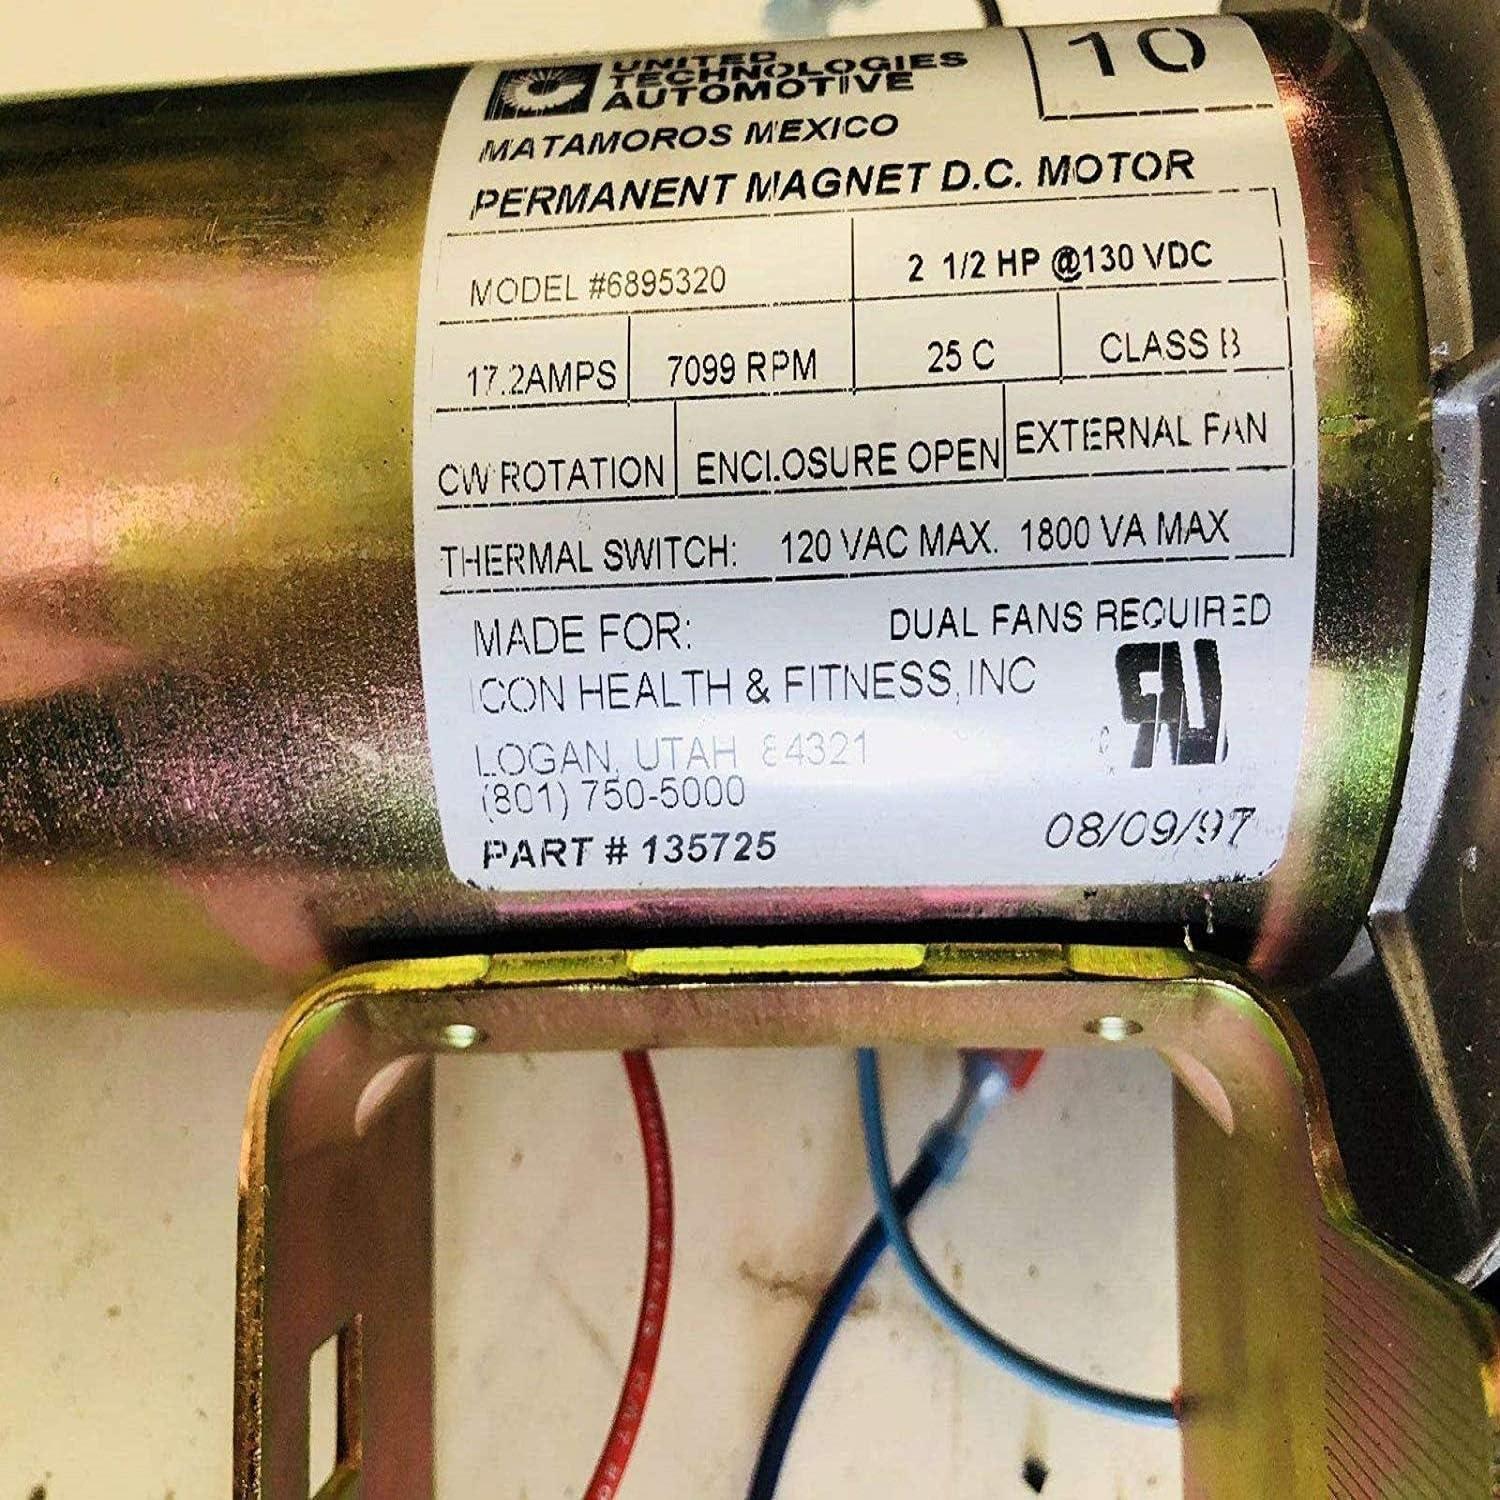 UNITED
TECHNOLOGIES
AUTOMOTIVE
10
MATAMOROS MEXICO
PERMANENT MAGNET D.C. MOTOR
MODEL #6895320 2 1/2 HP @130 VDC
17.2AMPS 7099 RPM 25 C CLASS B
CW ROTATION ENCLOSURE OPEN EXTERNAL FAN
THERMAL SWITCH: 120 VAC MAX. 1800 VA MAX
MADE FOR: DUAL FANS REQUIRED
ICON HEALTH & FITNESS, INC
LOGAN, UTAH 84321
(801) 750-5000
PART # 135725 08/09/97